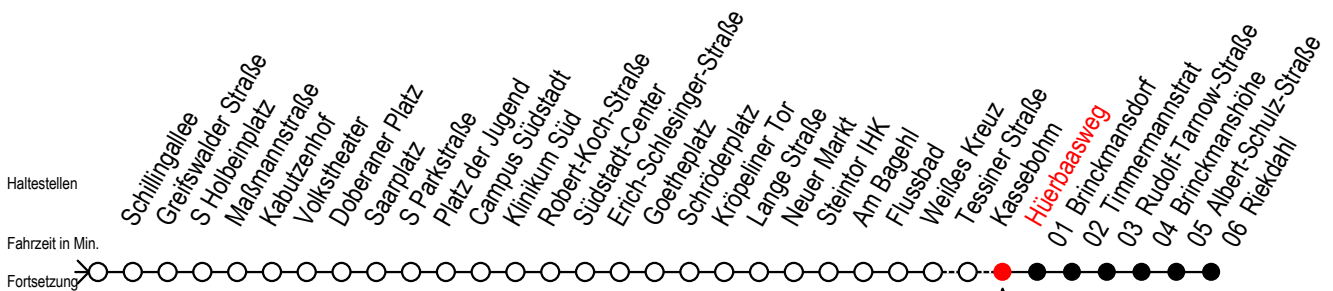 Haltestellen
Schillingallee
Greifswalder Straße
S Holbeinplatz
Maßmannstraße
Kabutzenhof
Volkstheater
Doberaner Platz
Saarplatz
S Parkstraße
Platz der Jugend
Campus Südstadt
Klinikum Süd
Robert-Koch-Straße
Südstadt-Center
Erich-Schlesinger-Straße
Goetheplatz
Schröderplatz
Kröpeliner Tor
Lange Straße
Neuer Markt
Steintor IHK
Am Bagehl
Flussbad
Weißes Kreuz
Tessiner Straße
Kassebohm
Hüerbaasweg
01 Brinckmansdorf
02 Timmermannstrat
03 Rudolf-Tarnow-Straße
04 Brinckmanshöhe
05 Albert-Schulz-Straße
06 Riekdahl
Fahrzeit in Min.
Fortsetzung